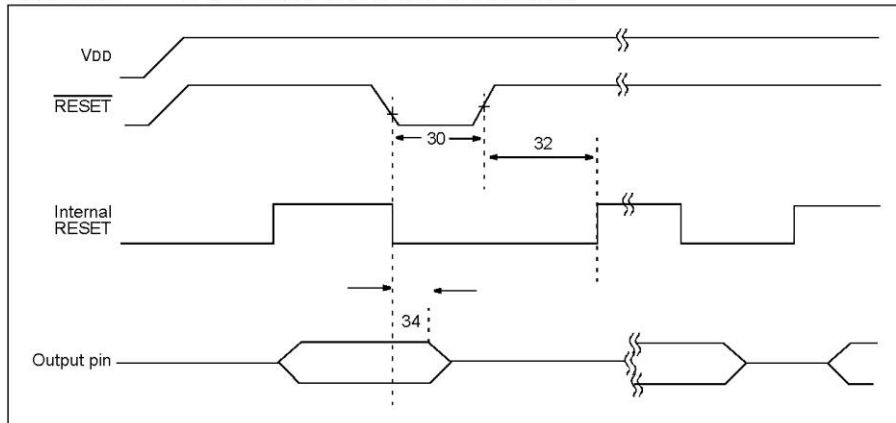 VDD
RESET
30
32
Internal
RESET
34
Output pin